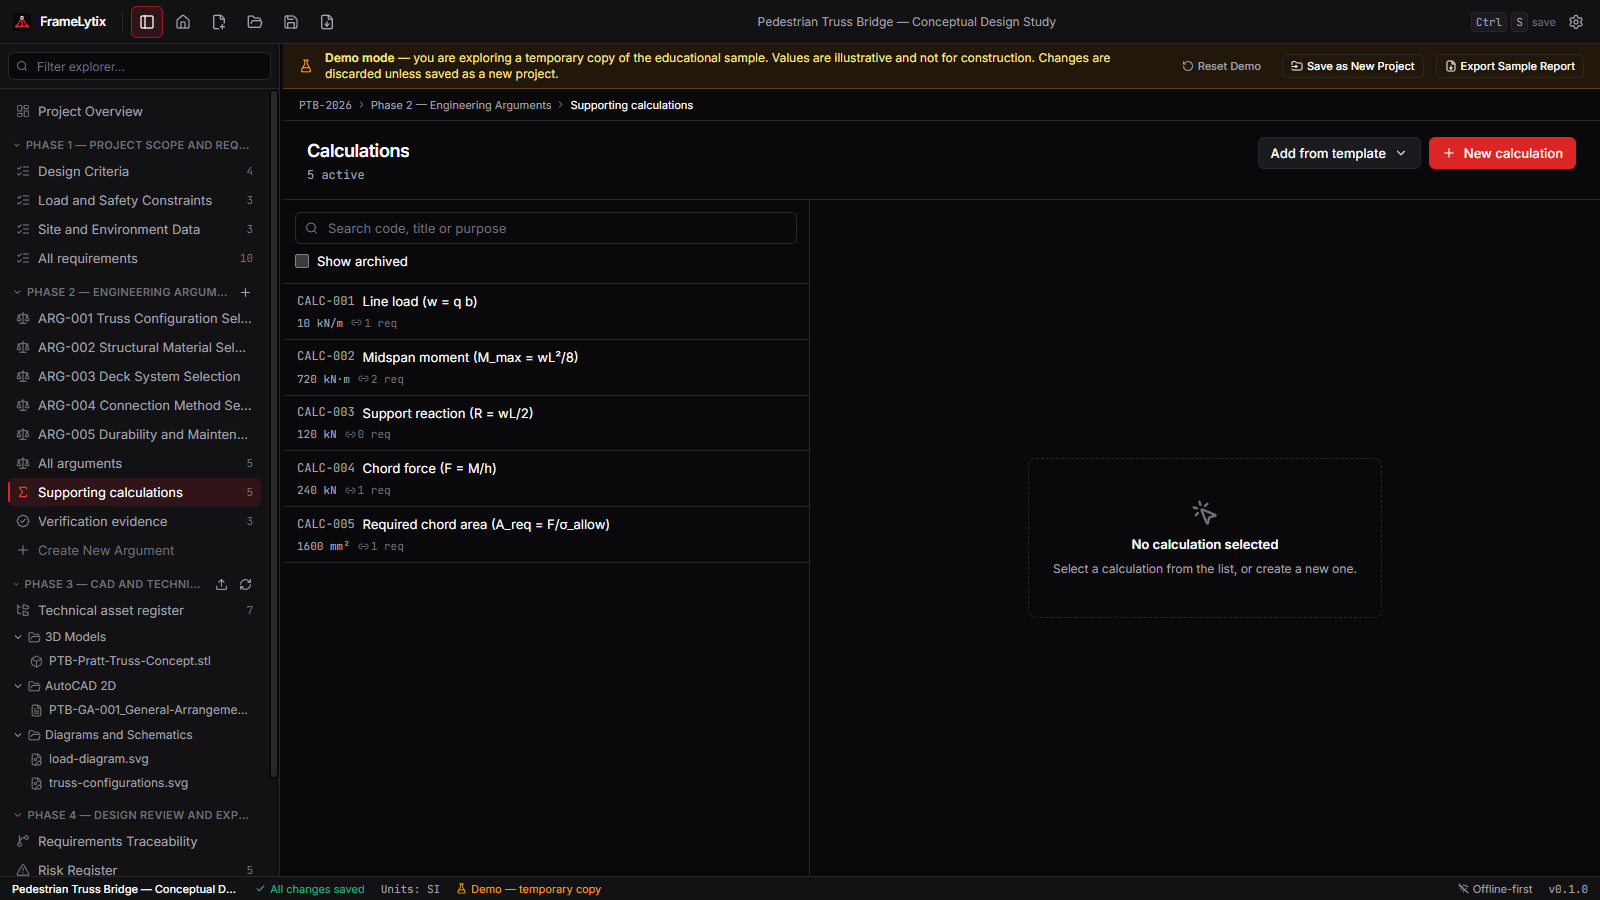 FrameLytix
Pedestrian Truss Bridge — Conceptual Design Study
Ctrl S save
Filter explorer...
Demo mode — you are exploring a temporary copy of the educational sample. Values are illustrative and not for construction. Changes are
discarded unless saved as a new project.
Reset Demo
Save as New Project
Export Sample Report
Project Overview
PHASE 1 — PROJECT SCOPE AND REQ...
Design Criteria 4
Load and Safety Constraints 3
Site and Environment Data 3
All requirements 10
PHASE 2 — ENGINEERING ARGUM...
ARG-001 Truss Configuration Sel...
ARG-002 Structural Material Sel...
ARG-003 Deck System Selection
ARG-004 Connection Method Se...
ARG-005 Durability and Mainten...
All arguments 5
Supporting calculations 5
Verification evidence 3
Create New Argument
PHASE 3 — CAD AND TECHNI...
Technical asset register 7
3D Models
PTB-Pratt-Truss-Concept.stl
AutoCAD 2D
PTB-GA-001_General-Arrangeme...
Diagrams and Schematics
load-diagram.svg
truss-configurations.svg
PHASE 4 — DESIGN REVIEW AND EXP...
Requirements Traceability
Risk Register 5
PTB-2026 > Phase 2 — Engineering Arguments > Supporting calculations
Calculations
5 active
Add from template
+ New calculation
Search code, title or purpose
Show archived
CALC-001 Line load (w = q b)
10 kN/m 1 req
CALC-002 Midspan moment (M_max = wL²/8)
720 kN·m 2 req
CALC-003 Support reaction (R = wL/2)
120 kN 0 req
CALC-004 Chord force (F = M/h)
240 kN 1 req
CALC-005 Required chord area (A_req = F/σ_allow)
1600 mm² 1 req
No calculation selected
Select a calculation from the list, or create a new one.
Pedestrian Truss Bridge — Conceptual D...
All changes saved
Units: SI
Demo — temporary copy
Offline-first
v0.1.0